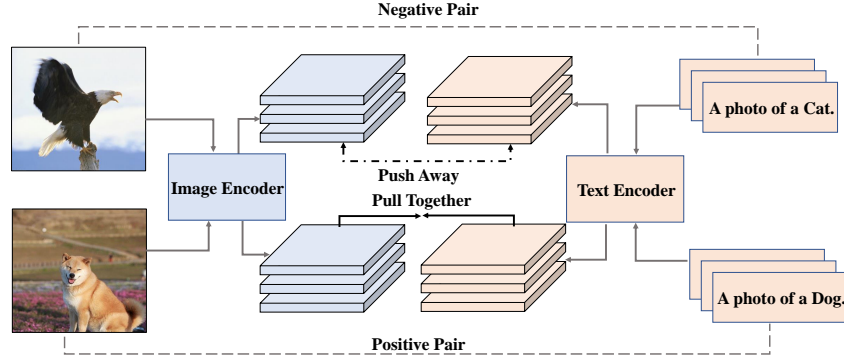 Negative Pair
A photo of a Cat.
Image Encoder
Push Away
Text Encoder
Pull Together
A photo of a Dog.
Positive Pair